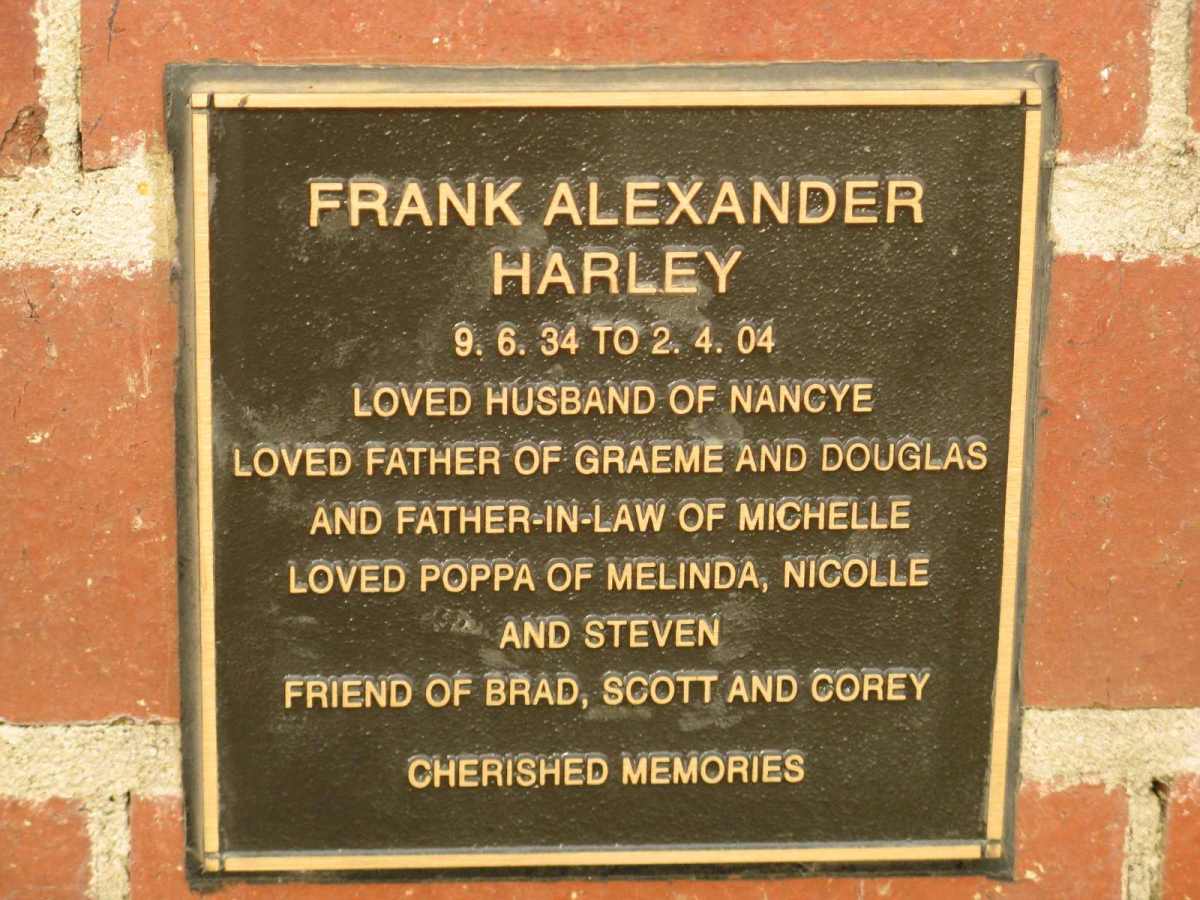 FRANK ALEXANDER
HARLEY
9. 6. 34 TO 2. 4. 04
LOVED HUSBAND OF NANCYE
LOVED FATHER OF GRAEME AND DOUGLAS
AND FATHER-IN-LAW OF MICHELLE
LOVED POPPA OF MELINDA, NICOLLE
AND STEVEN
FRIEND OF BRAD, SCOTT AND COREY
CHERISHED MEMORIES